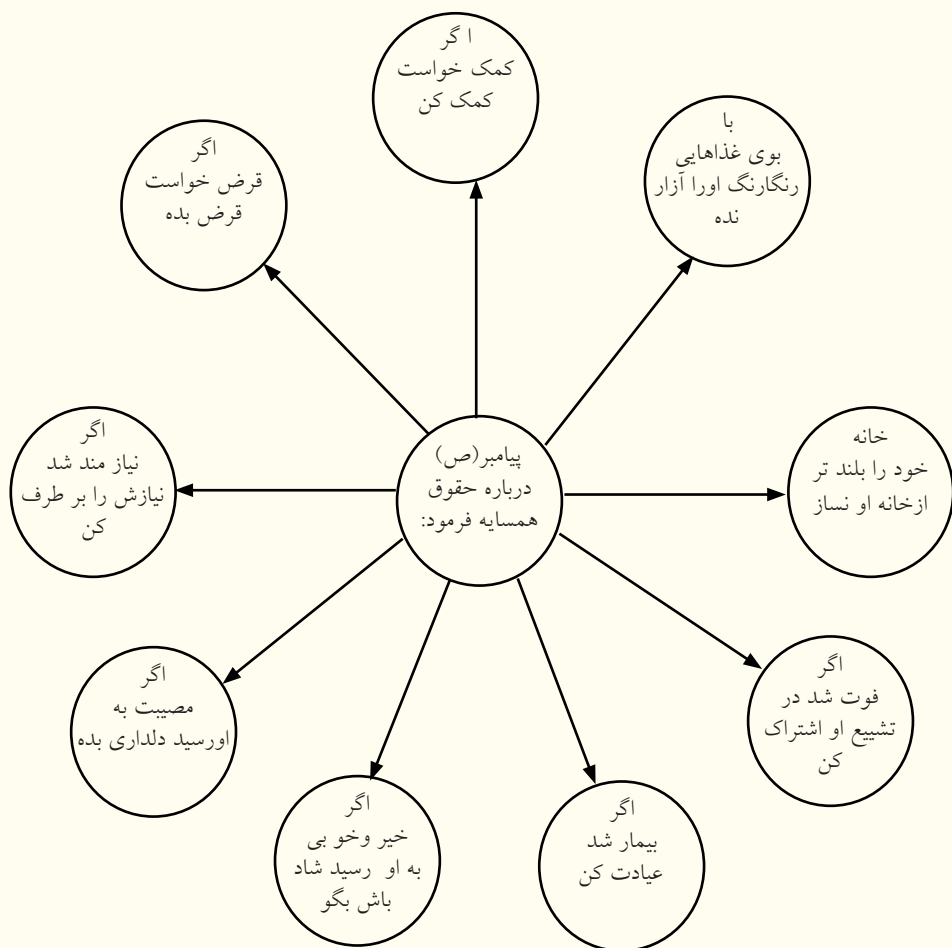 پیامبر(ص)
درباره حقوق
همسایه فرمود:
ا گر
کمک خواست
کمک کن
با
بوی غذاهایی
رنگارنگ اورا آزار
نده
خانه
خود را بلند تر
ازخانه او نساز
اگر
فوت شد در
تشییع او اشتراک
کن
اگر
بیمار شد
عیادت کن
اگر
خیر وخو بی
به او رسید شاد
باش بگو
اگر
مصیبت به
اورسید دلداری بده
اگر
نیاز مند شد
نیازش را بر طرف
کن
اگر
قرض خواست
قرض بده